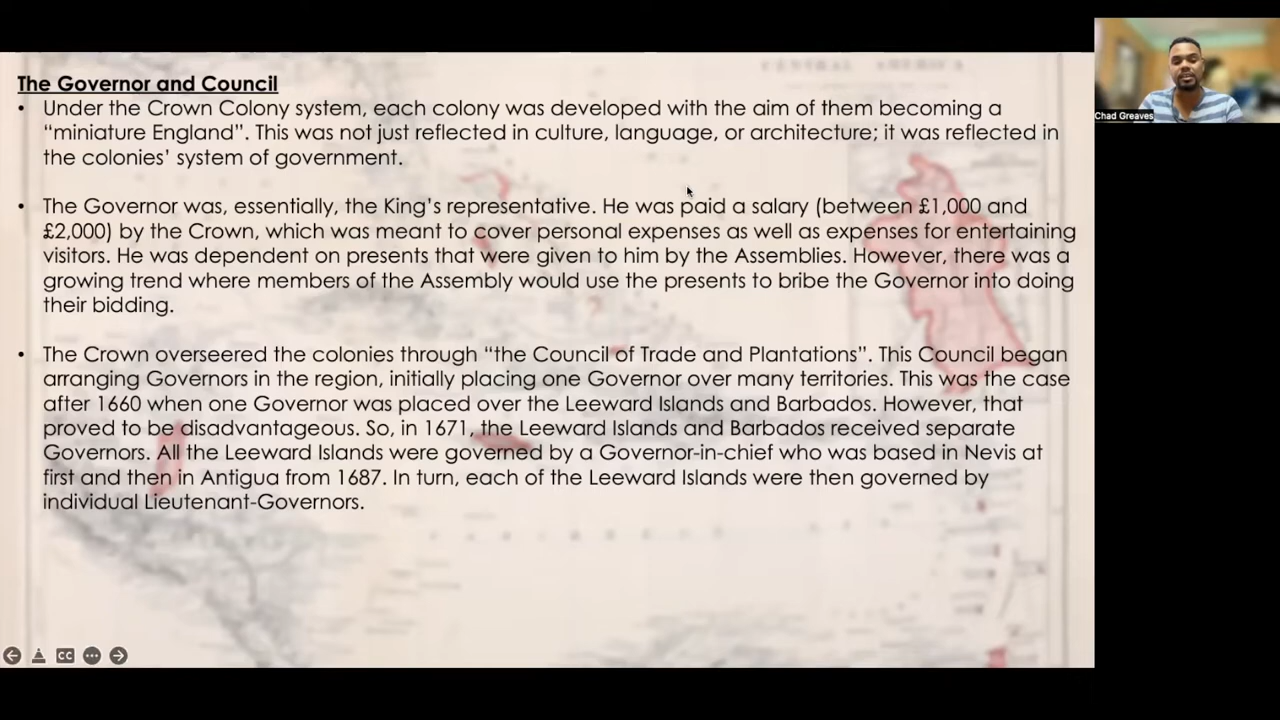 CENTRAL AMERICA
The Governor and Council
• Under the Crown Colony system, each colony was developed with the aim of them becoming a
“miniature England”. This was not just reflected in culture, language, or architecture; it was reflected in
the colonies’ system of government.
• The Governor was, essentially, the King’s representative. He was paid a salary (between £1,000 and
£2,000) by the Crown, which was meant to cover personal expenses as well as expenses for entertaining
visitors. He was dependent on presents that were given to him by the Assemblies. However, there was a
growing trend where members of the Assembly would use the presents to bribe the Governor into doing
their bidding.
• The Crown overseered the colonies through “the Council of Trade and Plantations”. This Council began
arranging Governors in the region, initially placing one Governor over many territories. This was the case
after 1660 when one Governor was placed over the Leeward Islands and Barbados. However, that
proved to be disadvantageous. So, in 1671, the Leeward Islands and Barbados received separate
Governors. All the Leeward Islands were governed by a Governor-in-chief who was based in Nevis at
first and then in Antigua from 1687. In turn, each of the Leeward Islands were then governed by
individual Lieutenant-Governors.
CC
Chad Greaves